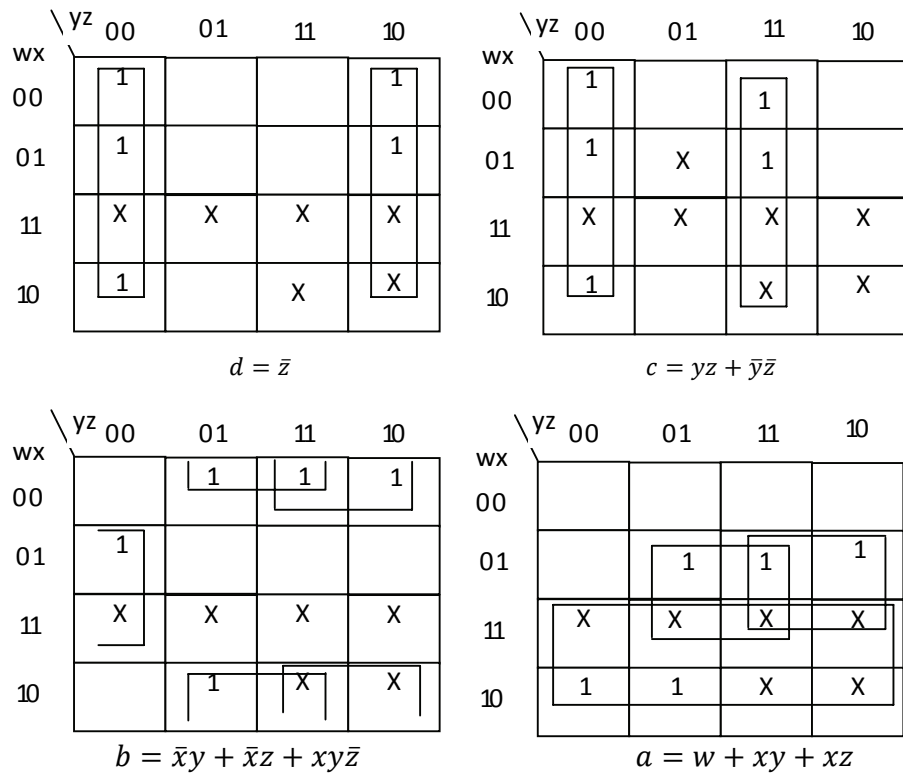 yz 00 01 11 10
wx
00 1 1
01 1 1
11 X X X X
10 1 X X
d = z̄
yz 00 01 11 10
wx
00 1 1
01 1 X 1
11 X X X X
10 1 X X
c = yz + ȳz̄
yz 00 01 11 10
wx
00 1 1 1
01 1
11 X X X X
10 1 X X
b = x̄y + x̄z + xyz̄
yz 00 01 11 10
wx
00
01 1 1 1
11 X X X X
10 1 1 X X
a = w + xy + xz